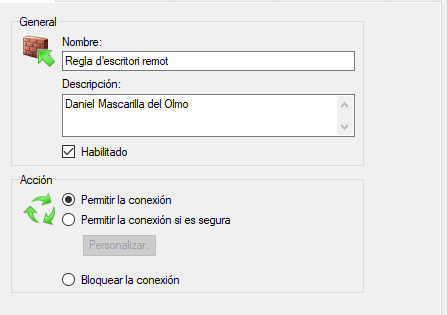 General
Nombre:
Regla d'escritori remot
Descripción:
Daniel Mascarilla del Olmo
Habilitado
Acción
Permitir la conexión
Permitir la conexión si es segura
Personalizar.
Bloquear la conexión